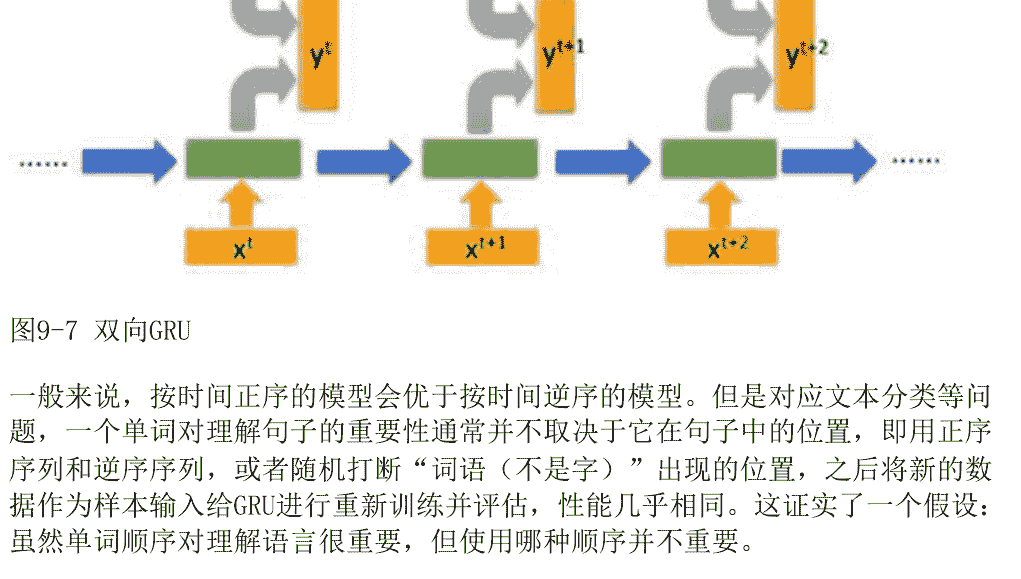 y^t y^t+1 y^t+2
...... ......
x^t x^t+1 x^t+2
图9-7 双向GRU
一般来说，按时间正序的模型会优于按时间逆序的模型。但是对应文本分类等问
题，一个单词对理解句子的重要性通常并不取决于它在句子中的位置，即用正序
序列和逆序序列，或者随机打断“词语（不是字）”出现的位置，之后将新的数
据作为样本输入给GRU进行重新训练并评估，性能几乎相同。这证实了一个假设：
虽然单词顺序对理解语言很重要，但使用哪种顺序并不重要。